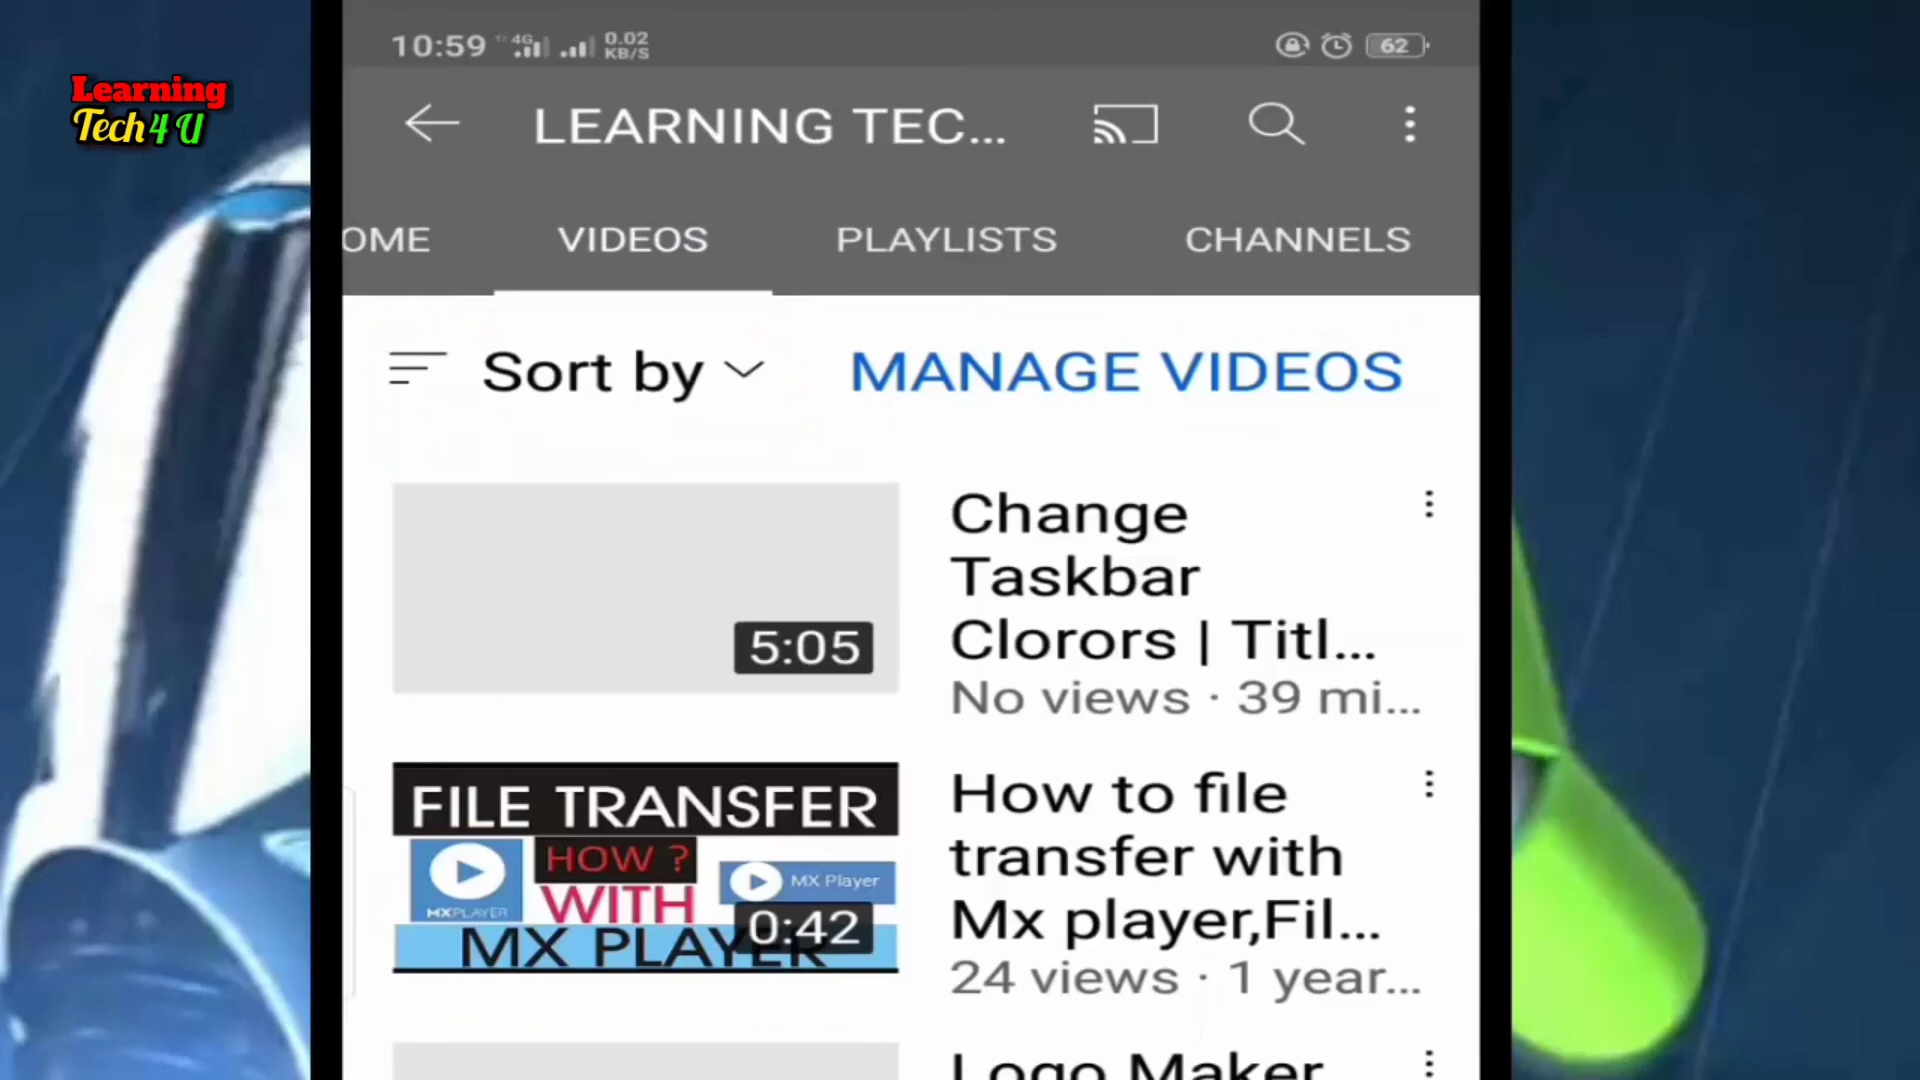 Learning
Tech4U
10:59 4G 0.02 KB/S 62
LEARNING TEC...
OME VIDEOS PLAYLISTS CHANNELS
Sort by MANAGE VIDEOS
5:05
Change
Taskbar
Clorors | Titl...
No views · 39 mi...
FILE TRANSFER
HOW ?
WITH
MXPLAYER
MX Player
MX PLAYER
0:42
How to file
transfer with
Mx player,Fil...
24 views · 1 year...
Logo Maker